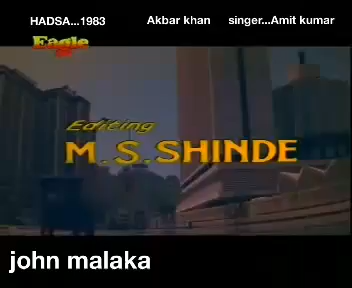 HADSA...1983 Akbar khan singer...Amit kumar
Eagle
Editing
M.S.SHINDE
john malaka